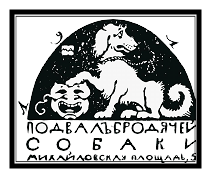 ПОДВАЛЪ БРОДЯЧЕЙ
СОБАКИ
МИХАЙЛОВСКАЯ ПЛОЩАДЬ, 5